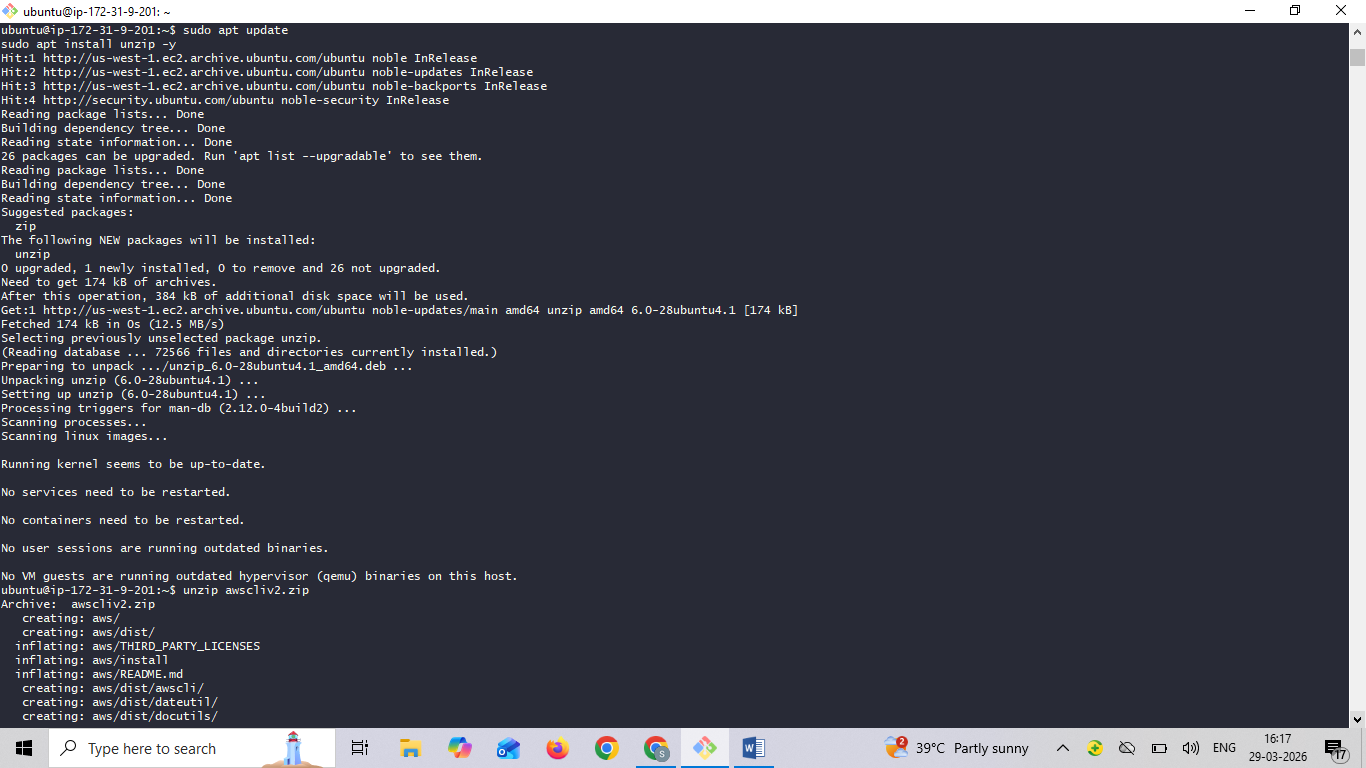 ubuntu@ip-172-31-9-201: ~
ubuntu@ip-172-31-9-201:~$ sudo apt update
sudo apt install unzip -y
Hit:1 http://us-west-1.ec2.archive.ubuntu.com/ubuntu noble InRelease
Hit:2 http://us-west-1.ec2.archive.ubuntu.com/ubuntu noble-updates InRelease
Hit:3 http://us-west-1.ec2.archive.ubuntu.com/ubuntu noble-backports InRelease
Hit:4 http://security.ubuntu.com/ubuntu noble-security InRelease
Reading package lists... Done
Building dependency tree... Done
Reading state information... Done
26 packages can be upgraded. Run 'apt list --upgradable' to see them.
Reading package lists... Done
Building dependency tree... Done
Reading state information... Done
Suggested packages:
  zip
The following NEW packages will be installed:
  unzip
0 upgraded, 1 newly installed, 0 to remove and 26 not upgraded.
Need to get 174 kB of archives.
After this operation, 384 kB of additional disk space will be used.
Get:1 http://us-west-1.ec2.archive.ubuntu.com/ubuntu noble-updates/main amd64 unzip amd64 6.0-28ubuntu4.1 [174 kB]
Fetched 174 kB in 0s (12.5 MB/s)
Selecting previously unselected package unzip.
(Reading database ... 72566 files and directories currently installed.)
Preparing to unpack .../unzip_6.0-28ubuntu4.1_amd64.deb ...
Unpacking unzip (6.0-28ubuntu4.1) ...
Setting up unzip (6.0-28ubuntu4.1) ...
Processing triggers for man-db (2.12.0-4build2) ...
Scanning processes...
Scanning linux images...
Running kernel seems to be up-to-date.
No services need to be restarted.
No containers need to be restarted.
No user sessions are running outdated binaries.
No VM guests are running outdated hypervisor (qemu) binaries on this host.
ubuntu@ip-172-31-9-201:~$ unzip awscliv2.zip
Archive:  awscliv2.zip
   creating: aws/
   creating: aws/dist/
  inflating: aws/THIRD_PARTY_LICENSES
  inflating: aws/install
  inflating: aws/README.md
   creating: aws/dist/awscli/
   creating: aws/dist/dateutil/
   creating: aws/dist/docutils/
Type here to search
S
W
2
39°C Partly sunny
ENG
16:17
29-03-2026
17